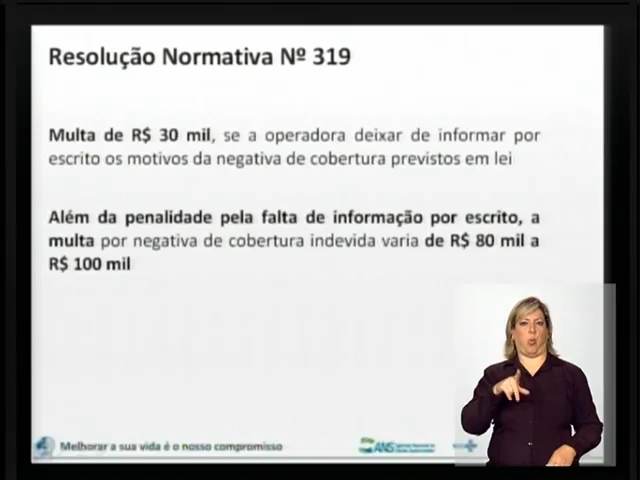 Resolução Normativa Nº 319
Multa de R$ 30 mil, se a operadora deixar de informar por
escrito os motivos da negativa de cobertura previstos em lei
Além da penalidade pela falta de informação por escrito, a
multa por negativa de cobertura indevida varia de R$ 80 mil a
R$ 100 mil
Melhorar a sua vida é o nosso compromisso
ANS